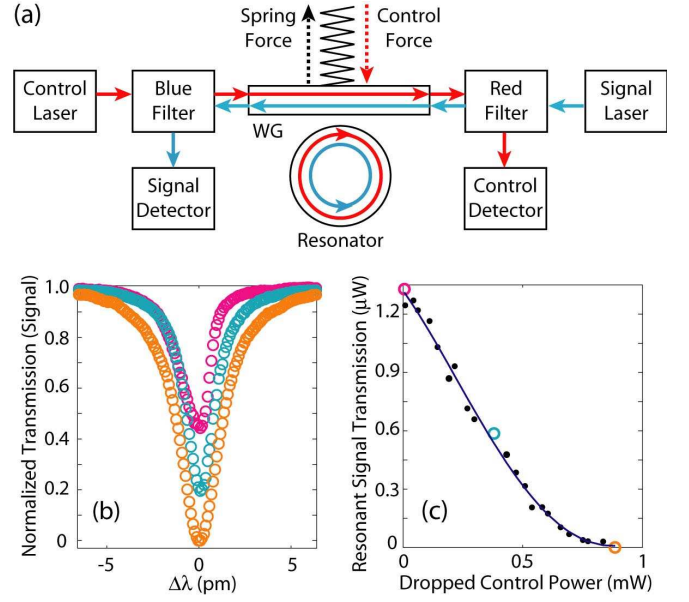 (a)
Spring
Force
Control
Force
Control
Laser
Blue
Filter
WG
Red
Filter
Signal
Laser
Signal
Detector
Resonator
Control
Detector
Normalized Transmission (Signal)
1.0
0.8
0.6
0.4
0.2
0
(b)
-5
0
5
Δλ (pm)
Resonant Signal Transmission (μW)
1.2
0.9
0.6
0.3
0
(c)
0
05
1
Dropped Control Power (mW)